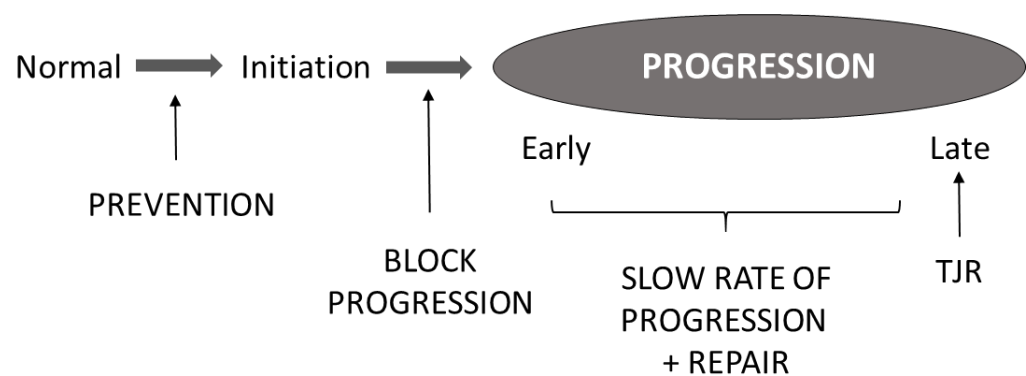 Normal
Initiation
PROGRESSION
Early
Late
PREVENTION
BLOCK
PROGRESSION
SLOW RATE OF
PROGRESSION
+ REPAIR
TJR